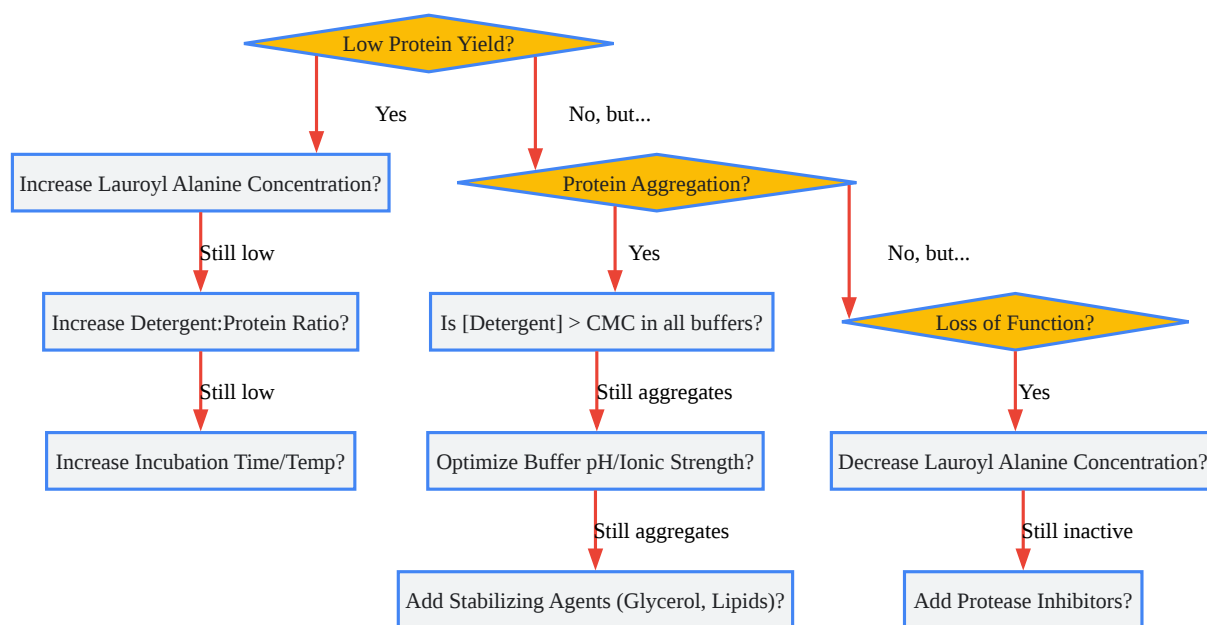 Low Protein Yield?
Yes
No, but...
Increase Lauroyl Alanine Concentration?
Protein Aggregation?
Still low
Yes
No, but...
Increase Detergent:Protein Ratio?
Is [Detergent] > CMC in all buffers?
Loss of Function?
Still low
Still aggregates
Yes
Increase Incubation Time/Temp?
Optimize Buffer pH/Ionic Strength?
Decrease Lauroyl Alanine Concentration?
Still aggregates
Still inactive
Add Stabilizing Agents (Glycerol, Lipids)?
Add Protease Inhibitors?